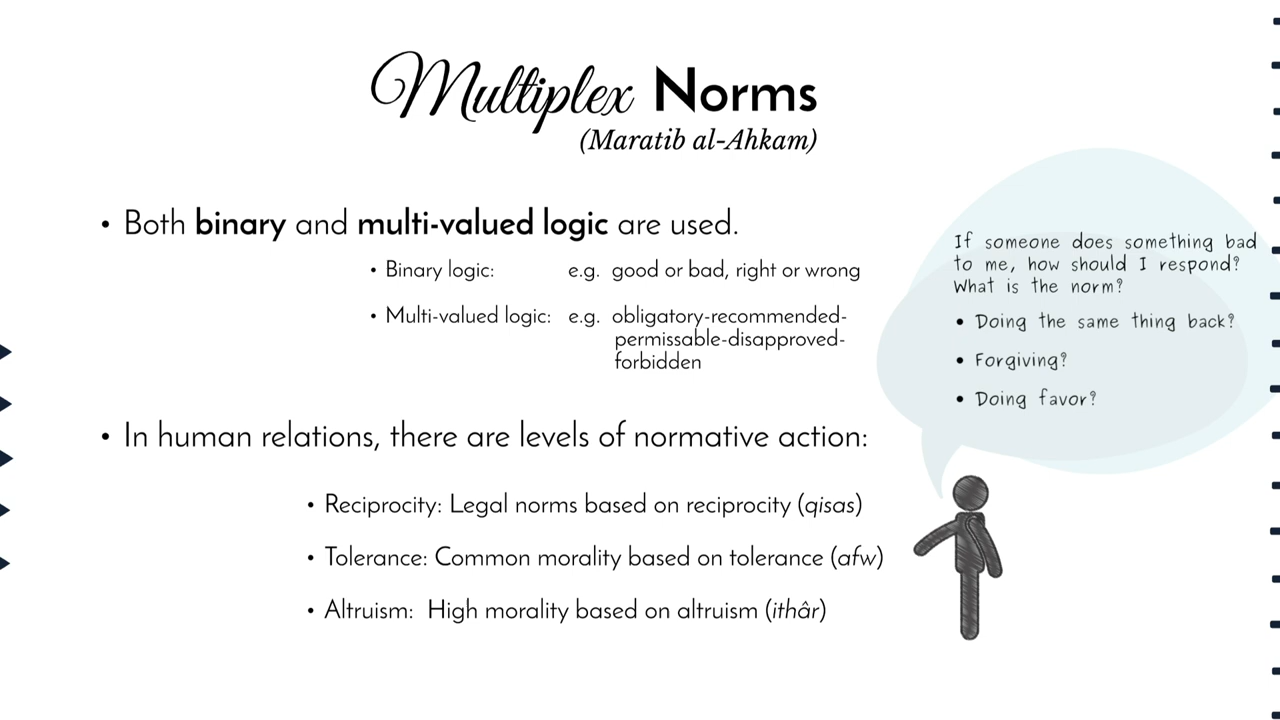 Multiplex Norms
(Maratib al-Ahkam)
• Both binary and multi-valued logic are used.
• Binary logic: e.g. good or bad, right or wrong
• Multi-valued logic: e.g. obligatory-recommended-
permissable-disapproved-
forbidden
• In human relations, there are levels of normative action:
• Reciprocity: Legal norms based on reciprocity (qisas)
• Tolerance: Common morality based on tolerance (afw)
• Altruism: High morality based on altruism (ithâr)
If someone does something bad
to me, how should I respond?
What is the norm?
• Doing the same thing back?
• Forgiving?
• Doing favor?